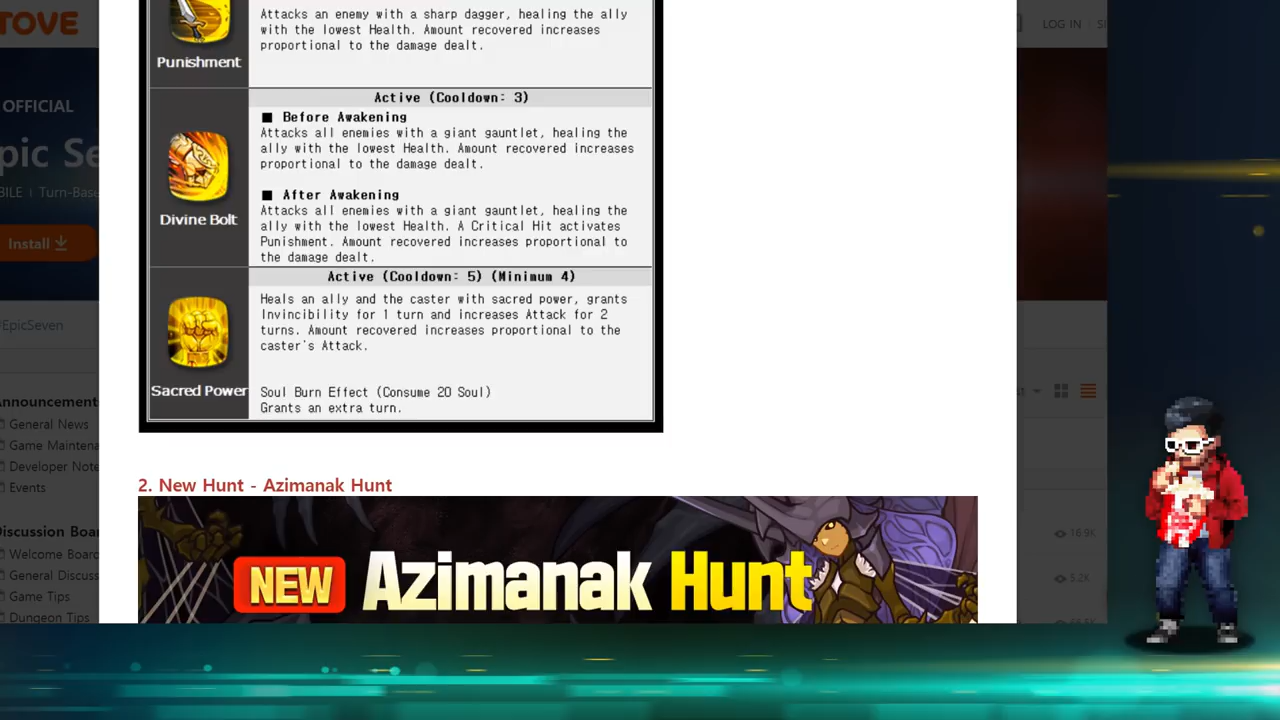 TOVE
LOG IN
OFFICIAL
pic Se
BILE | Turn-Base
Install
#EpicSeven
Attacks an enemy with a sharp dagger, healing the ally
with the lowest Health. Amount recovered increases
proportional to the damage dealt.
Punishment
Active (Cooldown: 3)
■ Before Awakening
Attacks all enemies with a giant gauntlet, healing the
ally with the lowest Health. Amount recovered increases
proportional to the damage dealt.
■ After Awakening
Attacks all enemies with a giant gauntlet, healing the
ally with the lowest Health. A Critical Hit activates
Punishment. Amount recovered increases proportional to
the damage dealt.
Divine Bolt
Active (Cooldown: 5) (Minimum 4)
Heals an ally and the caster with sacred power, grants
Invincibility for 1 turn and increases Attack for 2
turns. Amount recovered increases proportional to the
caster's Attack.
Soul Burn Effect (Consume 20 Soul)
Grants an extra turn.
Sacred Power
Announcement
General News
Game Maintena
Developer Note
Events
Discussion Boar
Welcome Board
General Discuss
Game Tips
Dungeon Tips
2. New Hunt - Azimanak Hunt
NEW Azimanak Hunt
16.9K
5.2K